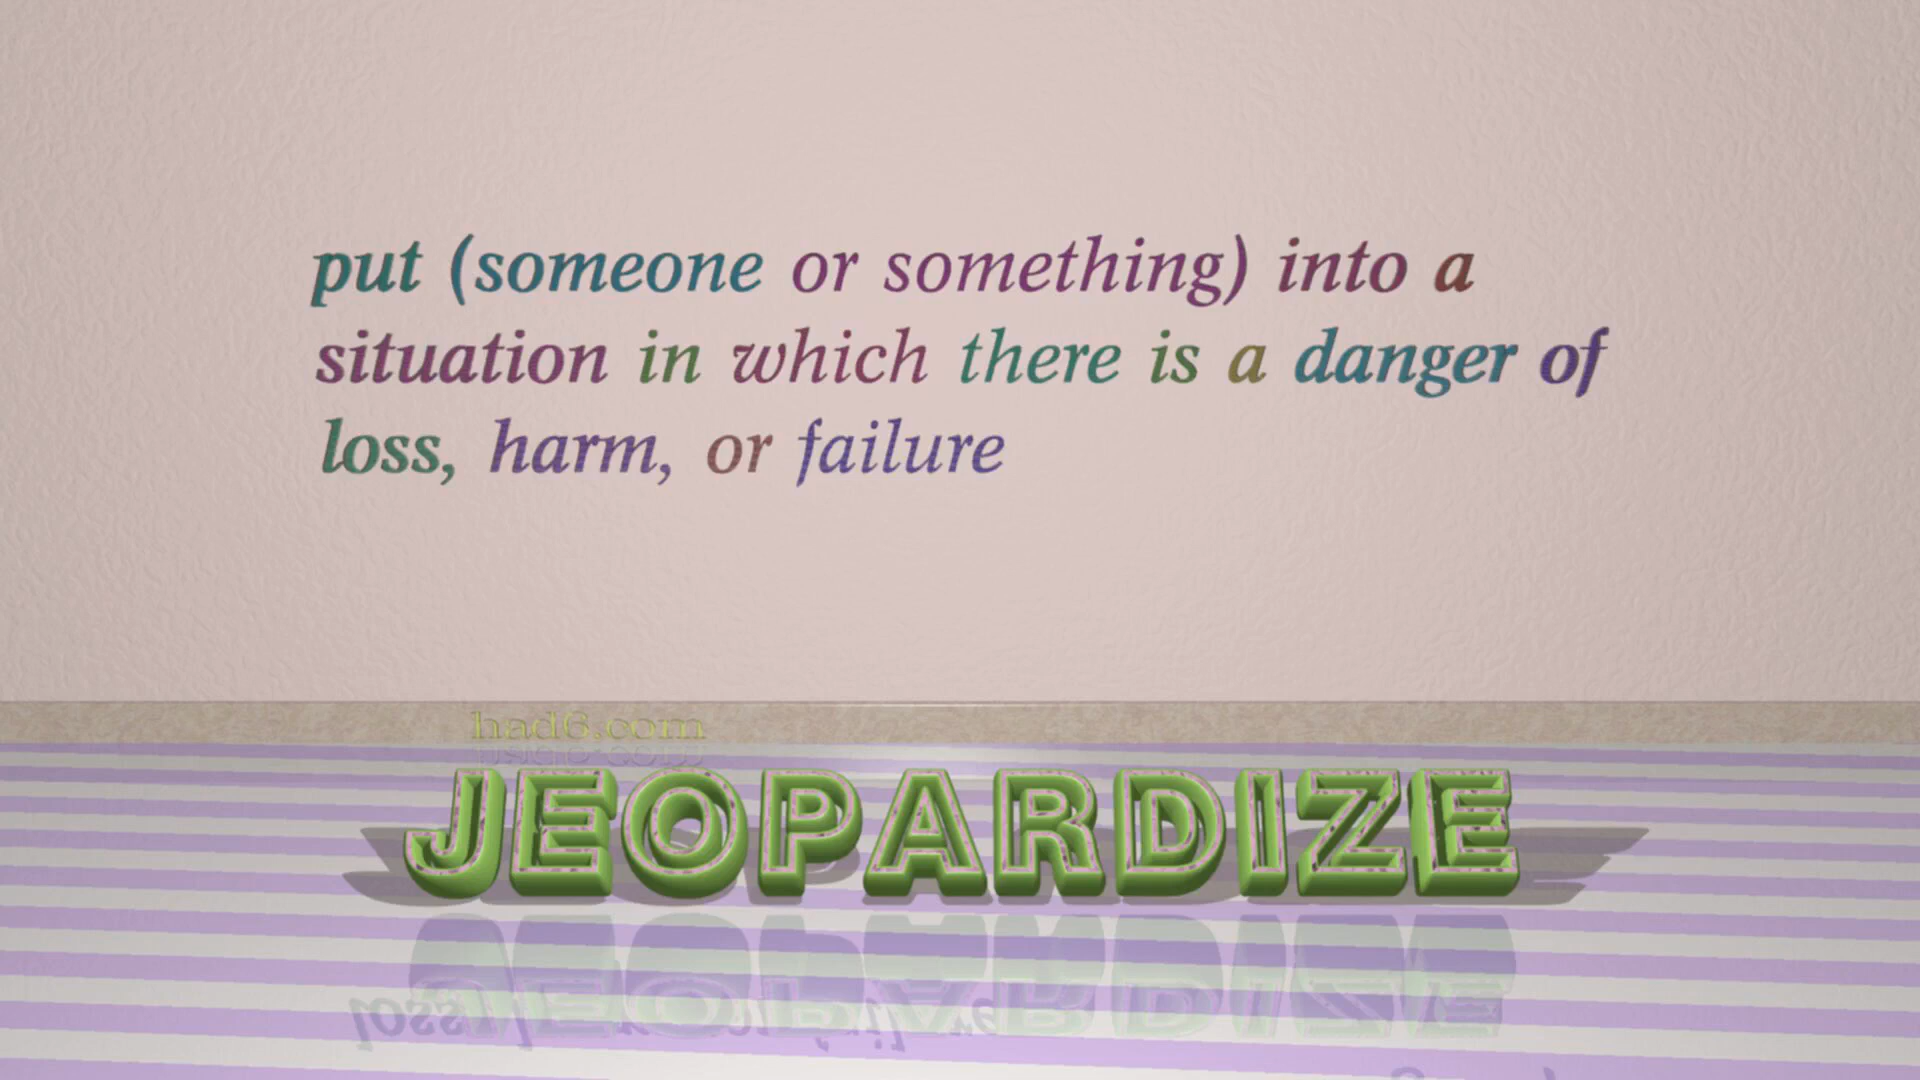 put (someone or something) into a
situation in which there is a danger of
loss, harm, or failure
had6.com
JEOPARDIZE